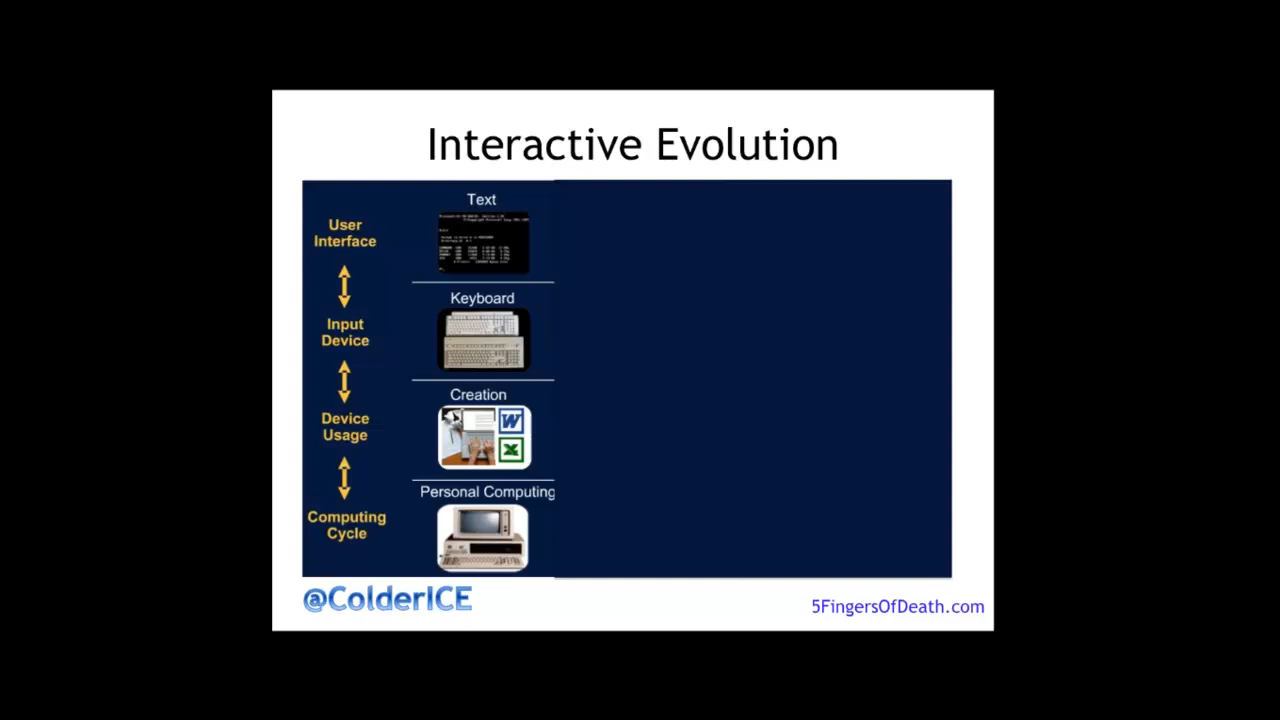 Interactive Evolution
User
Interface
Input
Device
Device
Usage
Computing
Cycle
Text
Keyboard
Creation
W
X
Personal Computing
@ColderICE
5FingersOfDeath.com